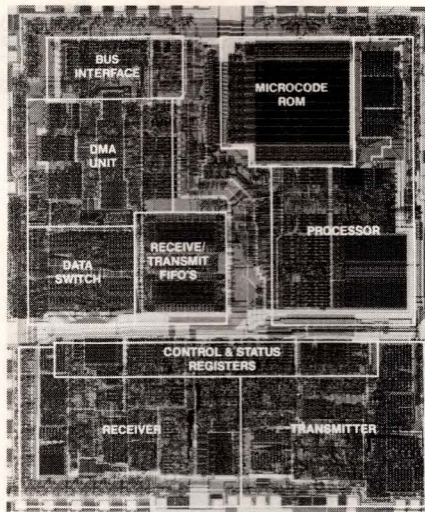 BUS
INTERFACE
MICROCODE
ROM
DMA
UNIT
PROCESSOR
RECEIVE/
TRANSMIT
FIFO'S
DATA
SWITCH
CONTROL & STATUS
REGISTERS
RECEIVER
TRANSMITTER